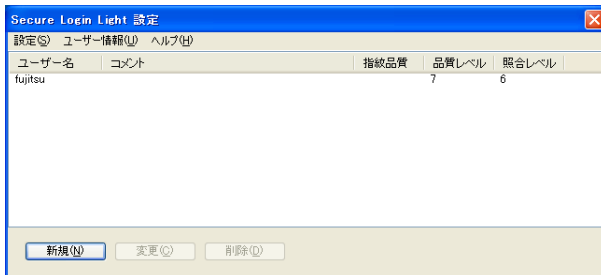 Secure Login Light 設定
設定(S) ユーザー情報(U) ヘルプ(H)
ユーザー名 コメント 指紋品質 品質レベル 照合レベル
fujitsu 7 6
新規(N) 変更(C) 削除(D)